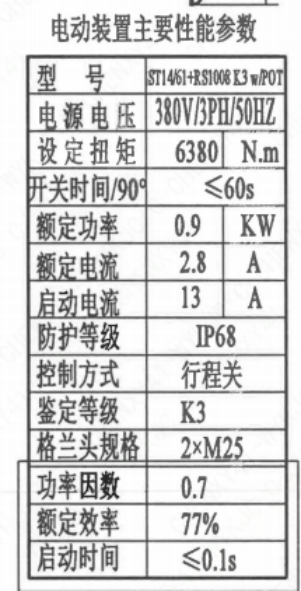 电动装置主要性能参数
型 号 ST14/61+RS1008 K3 w/POT
电源电压 380V/3PH/50HZ
设定扭矩 6380 N.m
开关时间/90° ≤60s
额定功率 0.9 KW
额定电流 2.8 A
启动电流 13 A
防护等级 IP68
控制方式 行程关
鉴定等级 K3
格兰头规格 2×M25
功率因数 0.7
额定效率 77%
启动时间 ≤0.1s